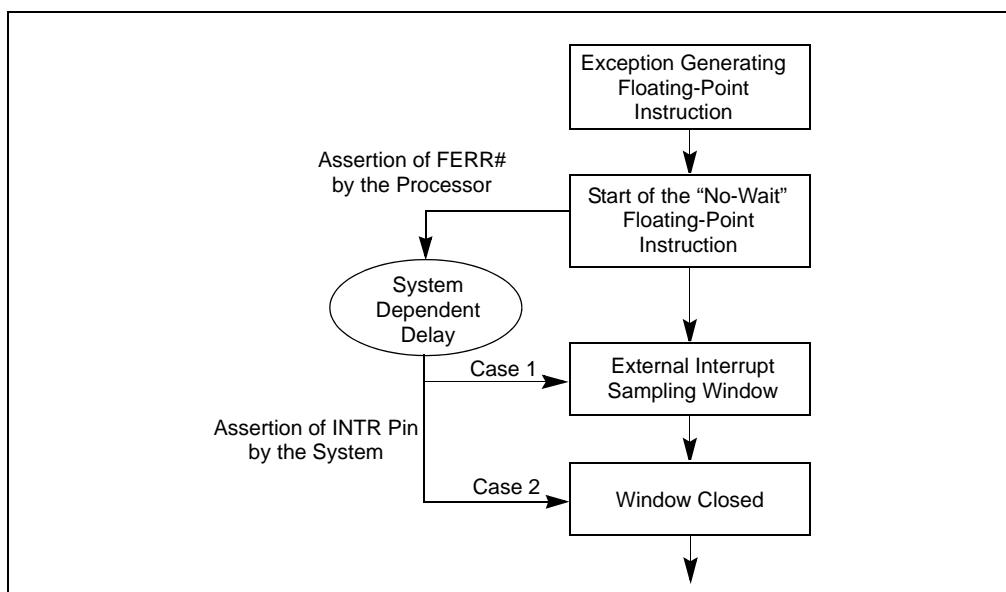 Exception Generating
Floating-Point
Instruction
Assertion of FERR#
by the Processor
Start of the “No-Wait”
Floating-Point
Instruction
System
Dependent
Delay
Case 1
External Interrupt
Sampling Window
Assertion of INTR Pin
by the System
Case 2
Window Closed